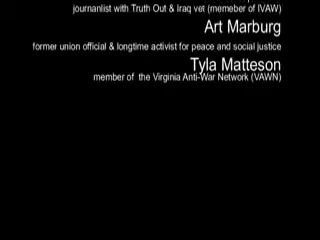 journanlist with Truth Out & Iraq vet (memeber of IVAW)
Art Marburg
former union official & longtime activist for peace and social justice
Tyla Matteson
member of the Virginia Anti-War Network (VAWN)